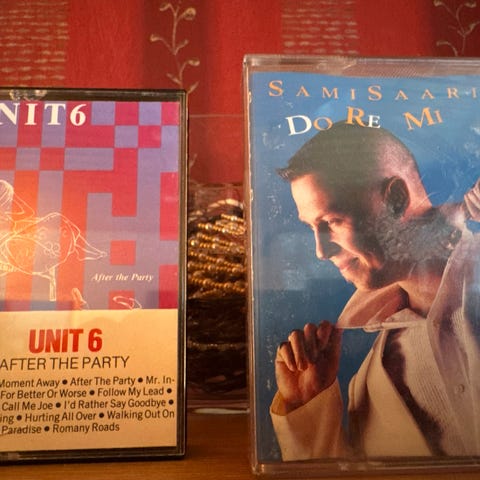 NIT6
After the Party
UNIT 6
AFTER THE PARTY
Moment Away ● After The Party ● Mr. In-
For Better Or Worse ● Follow My Lead ●
Call Me Joe ● I'd Rather Say Goodbye ●
ing ● Hurting All Over ● Walking Out On
Paradise ● Romany Roads
SAMI SAARI
DO RE MI